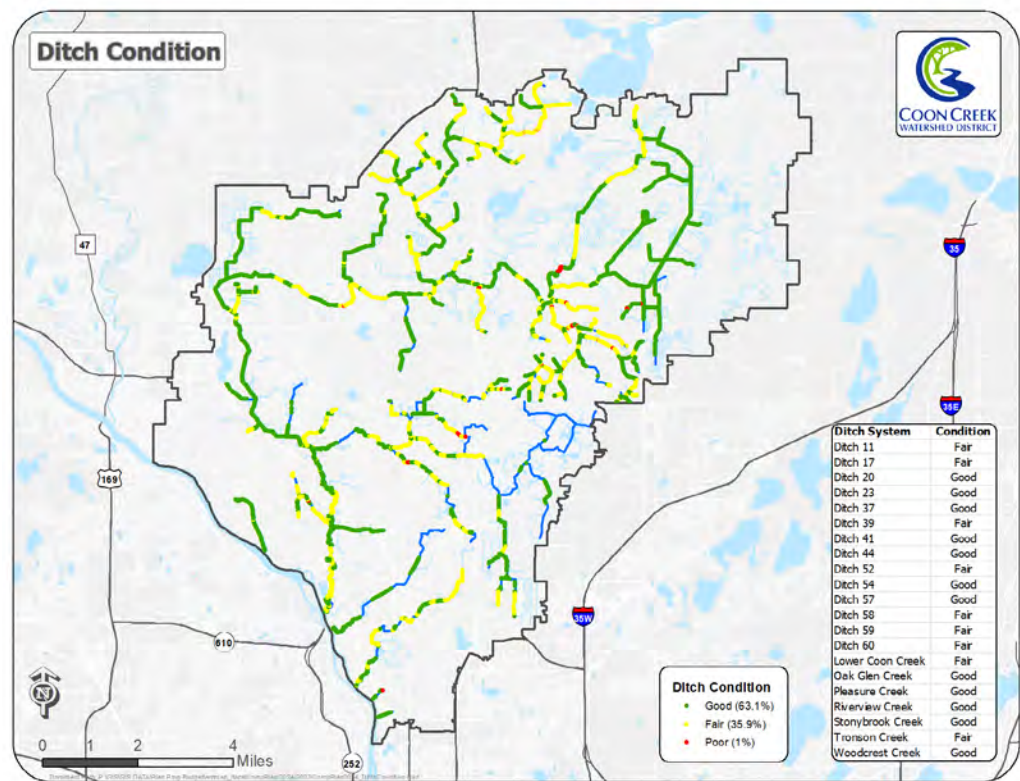 Ditch Condition
COON CREEK
WATERSHED DISTRICT
47
35
35E
169
610
35W
252
Ditch System Condition
Ditch 11 Fair
Ditch 17 Fair
Ditch 20 Good
Ditch 23 Good
Ditch 37 Good
Ditch 39 Fair
Ditch 41 Good
Ditch 44 Good
Ditch 52 Fair
Ditch 54 Good
Ditch 57 Good
Ditch 58 Fair
Ditch 59 Fair
Ditch 60 Fair
Lower Coon Creek Fair
Oak Glen Creek Good
Pleasure Creek Good
Riverview Creek Good
Stonybrook Creek Good
Tronson Creek Fair
Woodcrest Creek Good
Ditch Condition
Good (63.1%)
Fair (35.9%)
Poor (1%)
N
0 1 2 4
Miles